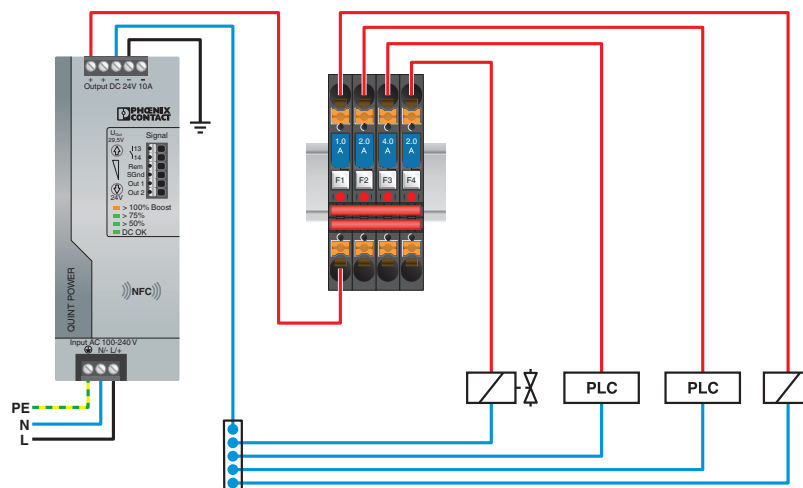 + + − − −
Output DC 24V 10A
PHŒNIX
CONTACT
UOut
29,5V
Signal
13
14
Rem
SGnd
Out 1
Out 2
24V
> 100% Boost
> 75%
> 50%
DC OK
QUINT POWER
NFC
Input AC 100-240 V
N/- L/+
PE
N
L
1.0
A
2.0
A
4.0
A
2.0
A
F1
F2
F3
F4
PLC
PLC